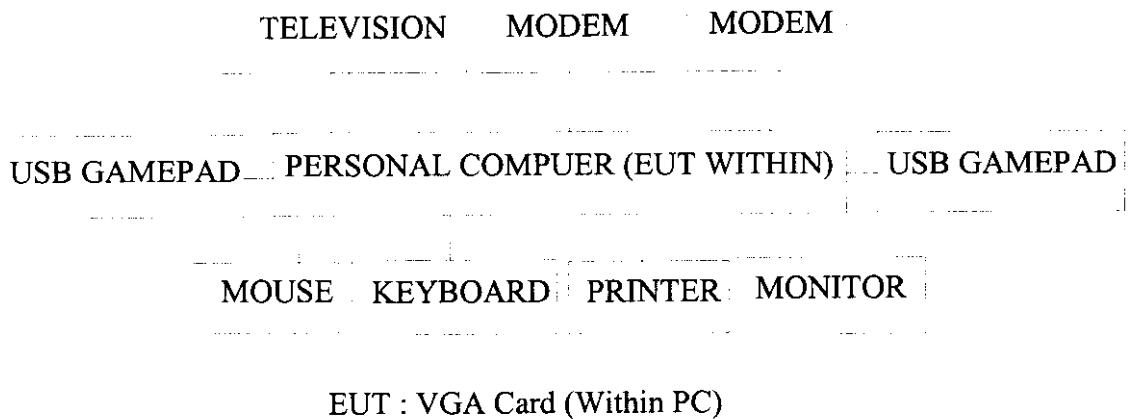 TELEVISION MODEM MODEM
USB GAMEPAD PERSONAL COMPUER (EUT WITHIN) USB GAMEPAD
MOUSE KEYBOARD PRINTER MONITOR
EUT : VGA Card (Within PC)